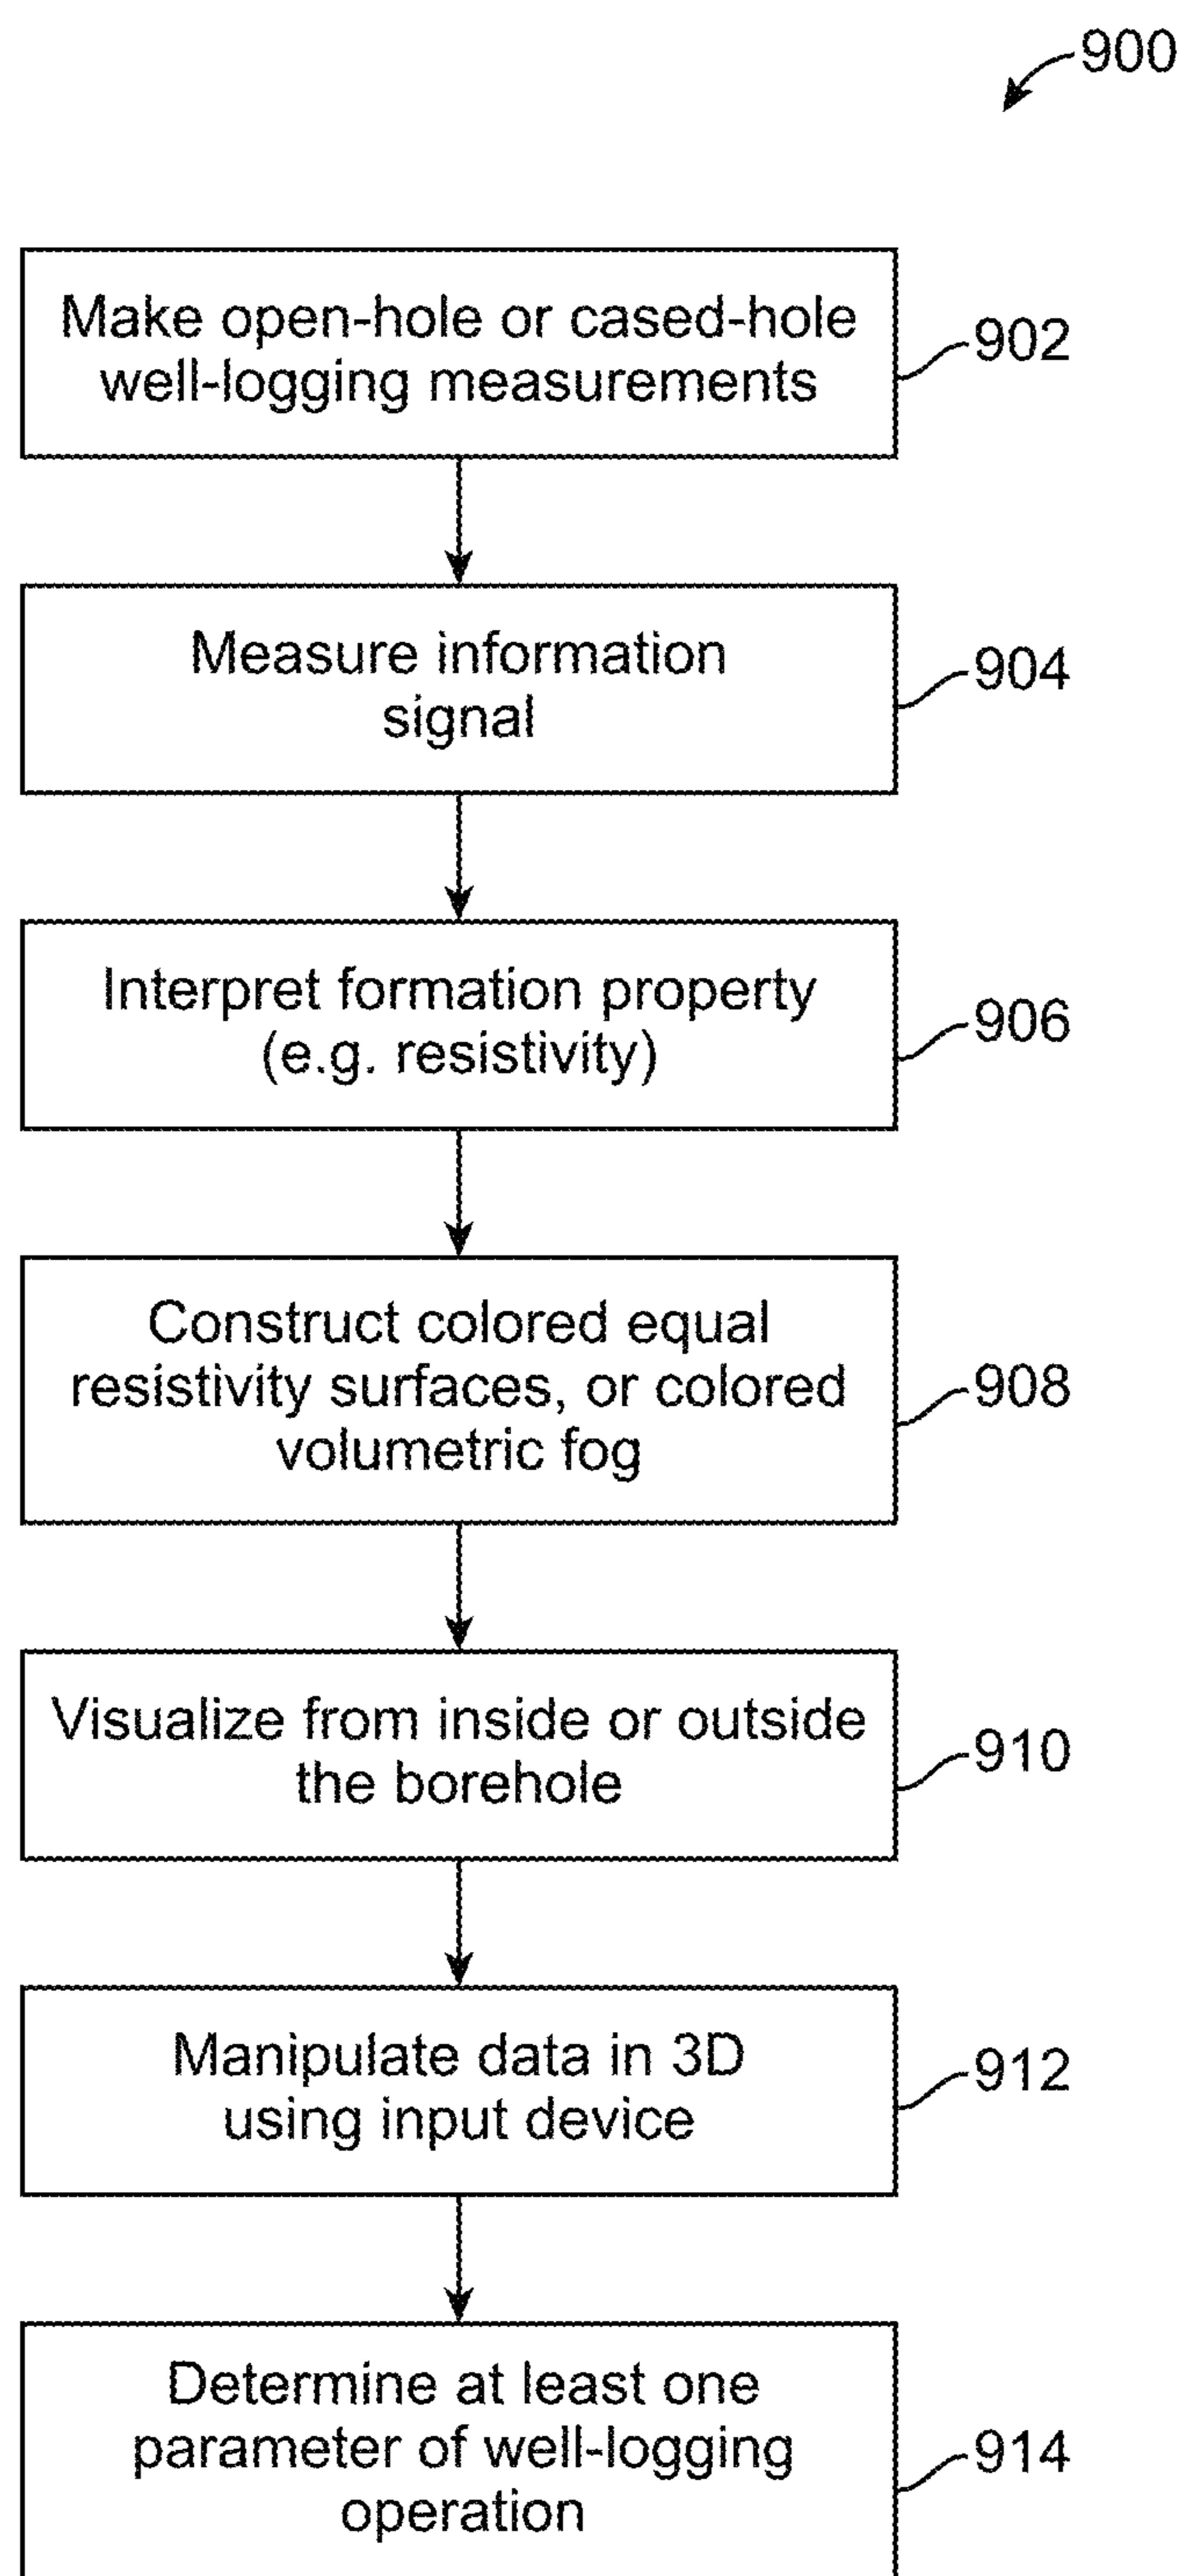 900
Make open-hole or cased-hole
well-logging measurements
902
Measure information
signal
904
Interpret formation property
(e.g. resistivity)
906
Construct colored equal
resistivity surfaces, or colored
volumetric fog
908
Visualize from inside or outside
the borehole
910
Manipulate data in 3D
using input device
912
Determine at least one
parameter of well-logging
operation
914